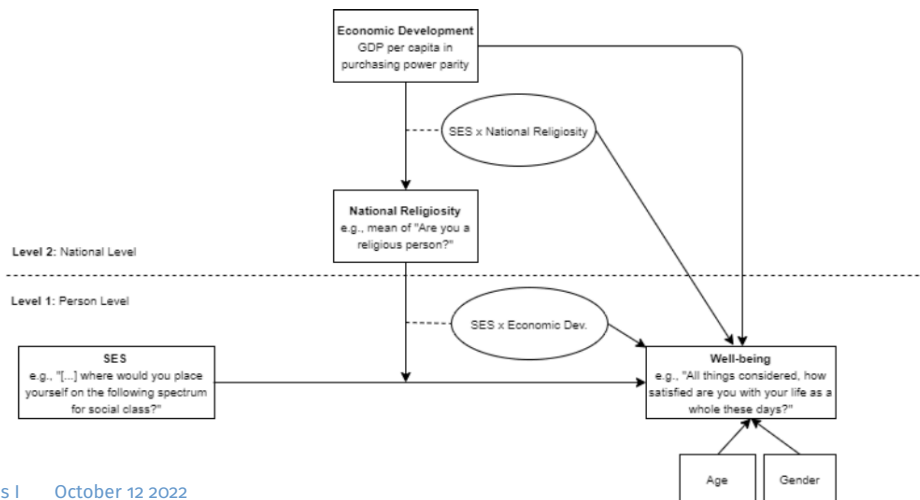 Economic Development
GDP per capita in
purchasing power parity
SES x National Religiosity
National Religiosity
e.g., mean of "Are you a
religious person?"
Level 2: National Level
Level 1: Person Level
SES x Economic Dev.
SES
e.g., "[...] where would you place
yourself on the following spectrum
for social class?"
Well-being
e.g., "All things considered, how
satisfied are you with your life as a
whole these days?"
Age
Gender
s I October 12 2022